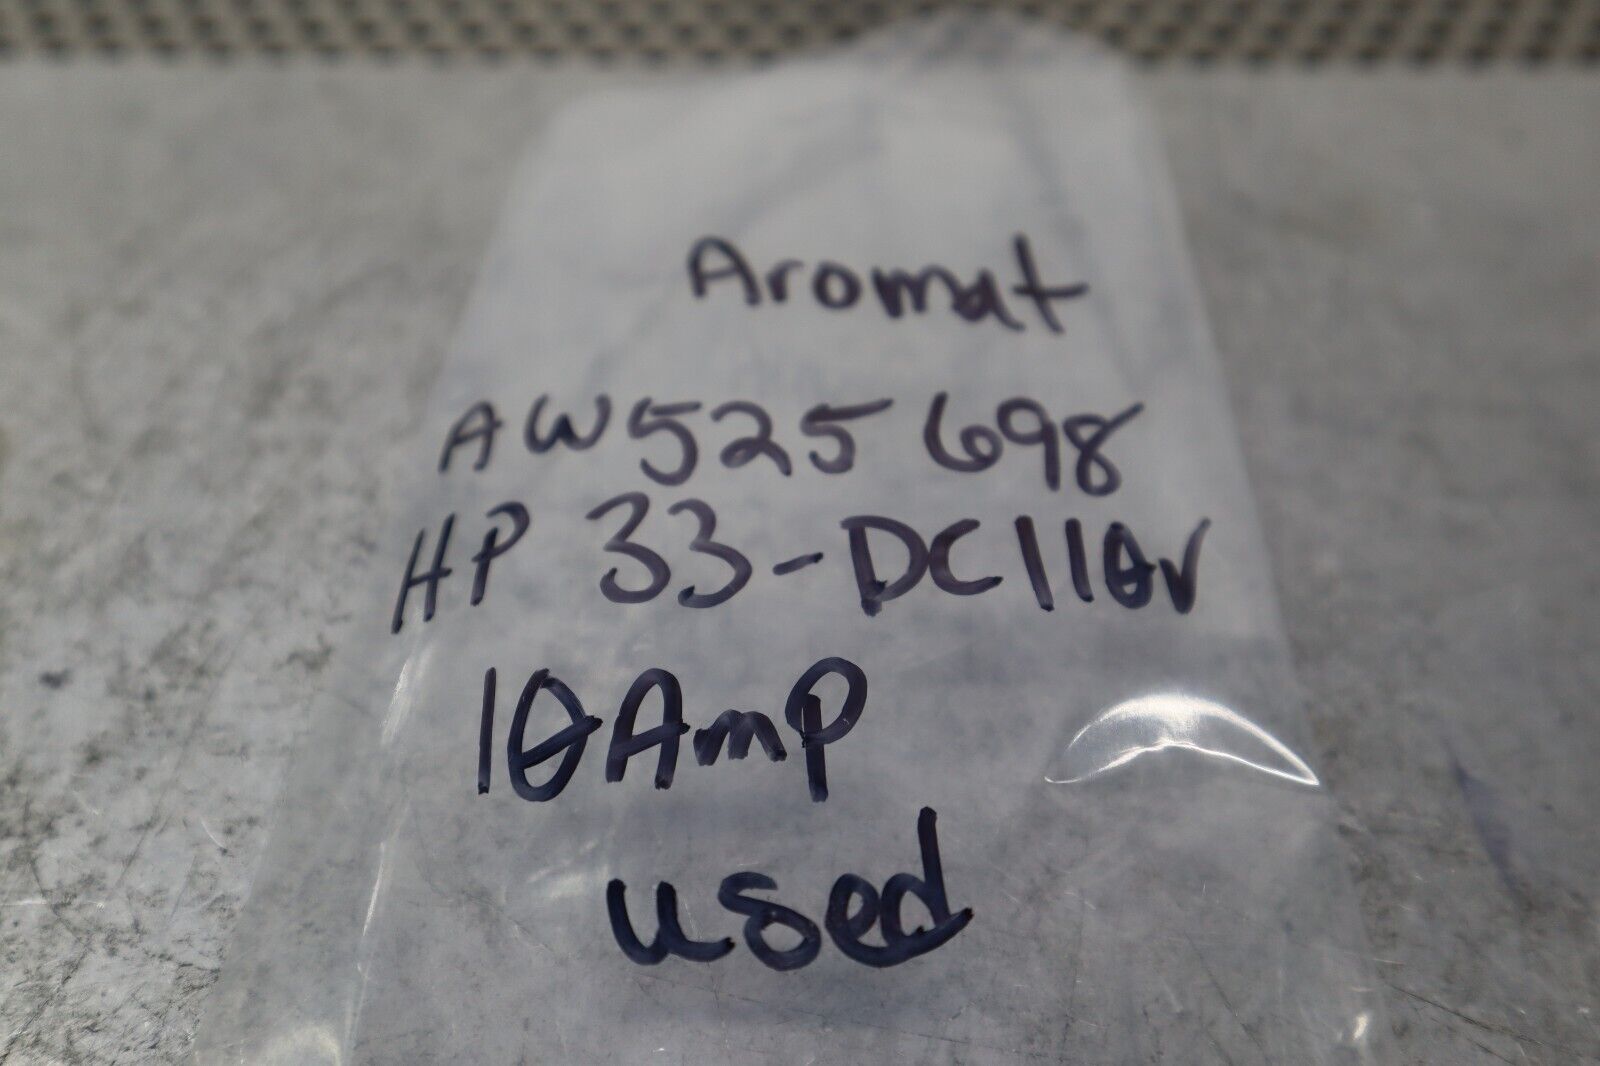 Aromat
AW525698
HP 33-DC110V
10Amp
used